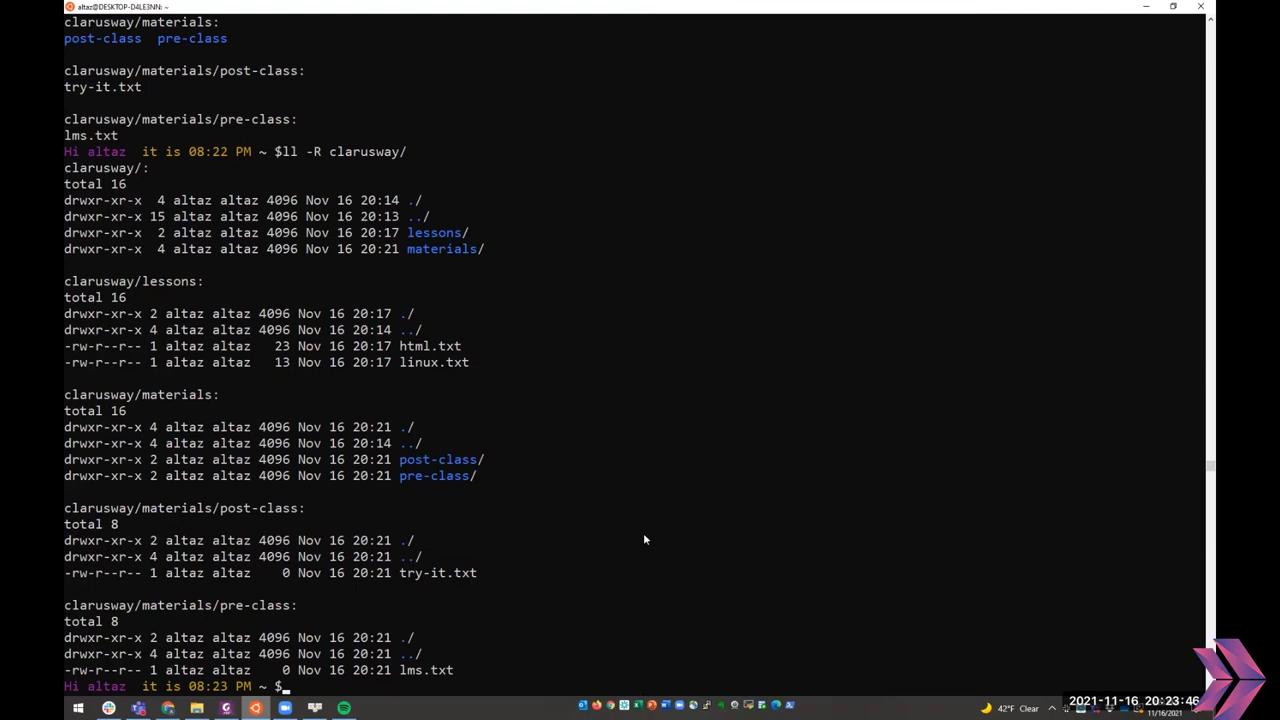 altaz@DESKTOP-D4LE3NN: ~
clarusway/materials:
post-class  pre-class
clarusway/materials/post-class:
try-it.txt
clarusway/materials/pre-class:
lms.txt
Hi altaz  it is 08:22 PM ~ $ll -R clarusway/
clarusway/:
total 16
drwxr-xr-x  4 altaz altaz 4096 Nov 16 20:14 ./
drwxr-xr-x 15 altaz altaz 4096 Nov 16 20:13 ../
drwxr-xr-x  2 altaz altaz 4096 Nov 16 20:17 lessons/
drwxr-xr-x  4 altaz altaz 4096 Nov 16 20:21 materials/
clarusway/lessons:
total 16
drwxr-xr-x 2 altaz altaz 4096 Nov 16 20:17 ./
drwxr-xr-x 4 altaz altaz 4096 Nov 16 20:14 ../
-rw-r--r-- 1 altaz altaz   23 Nov 16 20:17 html.txt
-rw-r--r-- 1 altaz altaz   13 Nov 16 20:17 linux.txt
clarusway/materials:
total 16
drwxr-xr-x 4 altaz altaz 4096 Nov 16 20:21 ./
drwxr-xr-x 4 altaz altaz 4096 Nov 16 20:14 ../
drwxr-xr-x 2 altaz altaz 4096 Nov 16 20:21 post-class/
drwxr-xr-x 2 altaz altaz 4096 Nov 16 20:21 pre-class/
clarusway/materials/post-class:
total 8
drwxr-xr-x 2 altaz altaz 4096 Nov 16 20:21 ./
drwxr-xr-x 4 altaz altaz 4096 Nov 16 20:21 ../
-rw-r--r-- 1 altaz altaz    0 Nov 16 20:21 try-it.txt
clarusway/materials/pre-class:
total 8
drwxr-xr-x 2 altaz altaz 4096 Nov 16 20:21 ./
drwxr-xr-x 4 altaz altaz 4096 Nov 16 20:21 ../
-rw-r--r-- 1 altaz altaz    0 Nov 16 20:21 lms.txt
Hi altaz  it is 08:23 PM ~ $_
42°F Clear
2021-11-16 20:23:46
11/16/2021